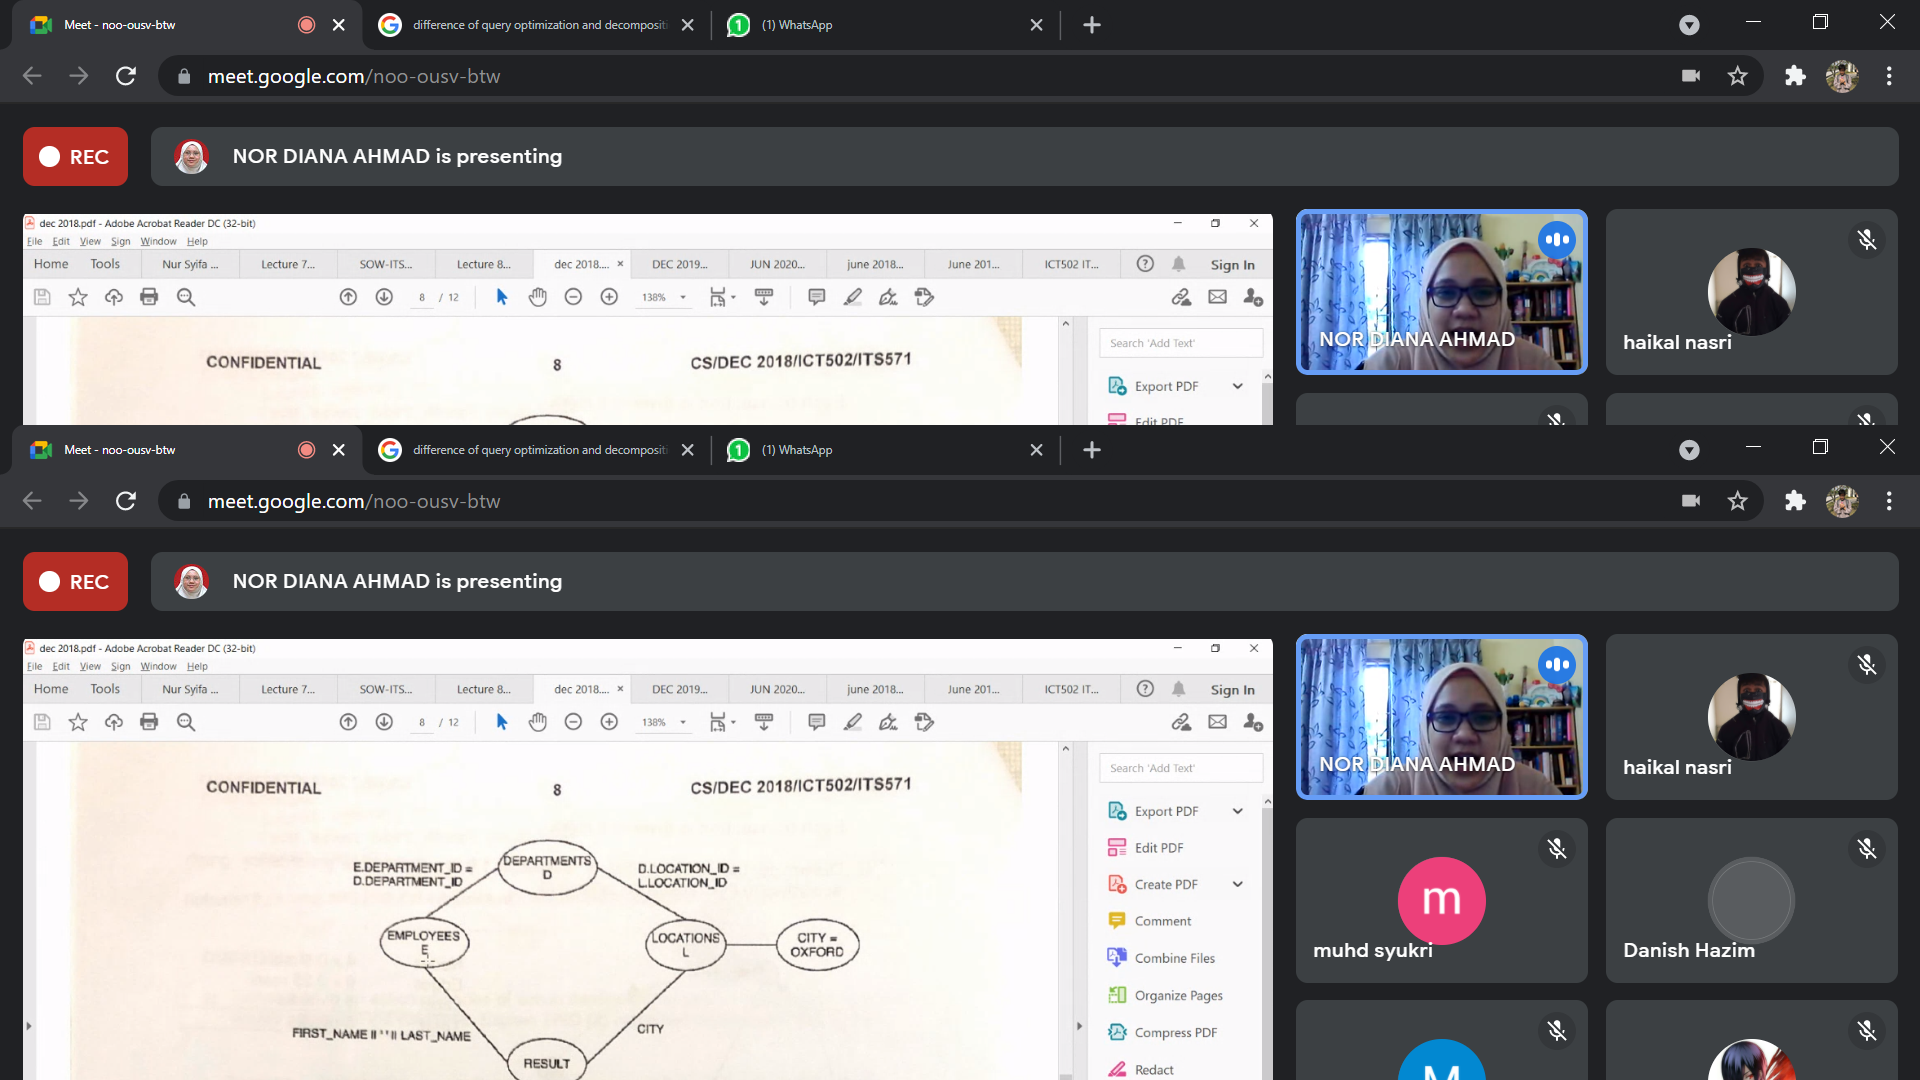 Meet - noo-ousv-btw
difference of query optimization and decompositi
(1) WhatsApp
meet.google.com/noo-ousv-btw
REC
NOR DIANA AHMAD is presenting
dec 2018.pdf - Adobe Acrobat Reader DC (32-bit)
File Edit View Sign Window Help
Home Tools Nur Syifa ... Lecture 7... SOW-ITS... Lecture 8... dec 2018.... DEC 2019... JUN 2020... june 2018... June 201... ICT502 IT... Sign In
8 / 12 138%
CONFIDENTIAL 8 CS/DEC 2018/ICT502/ITS571
Search 'Add Text'
Export PDF
Edit PDF
NOR DIANA AHMAD
haikal nasri
Meet - noo-ousv-btw
difference of query optimization and decompositi
(1) WhatsApp
meet.google.com/noo-ousv-btw
REC
NOR DIANA AHMAD is presenting
dec 2018.pdf - Adobe Acrobat Reader DC (32-bit)
File Edit View Sign Window Help
Home Tools Nur Syifa ... Lecture 7... SOW-ITS... Lecture 8... dec 2018.... DEC 2019... JUN 2020... june 2018... June 201... ICT502 IT... Sign In
8 / 12 138%
CONFIDENTIAL 8 CS/DEC 2018/ICT502/ITS571
E.DEPARTMENT_ID =
D.DEPARTMENT_ID
DEPARTMENTS
D
D.LOCATION_ID =
L.LOCATION_ID
EMPLOYEES
E
LOCATIONS
L
CITY =
OXFORD
FIRST_NAME II ' ' II LAST_NAME
CITY
RESULT
Search 'Add Text'
Export PDF
Edit PDF
Create PDF
Comment
Combine Files
Organize Pages
Compress PDF
Redact
NOR DIANA AHMAD
haikal nasri
m
muhd syukri
Danish Hazim
M